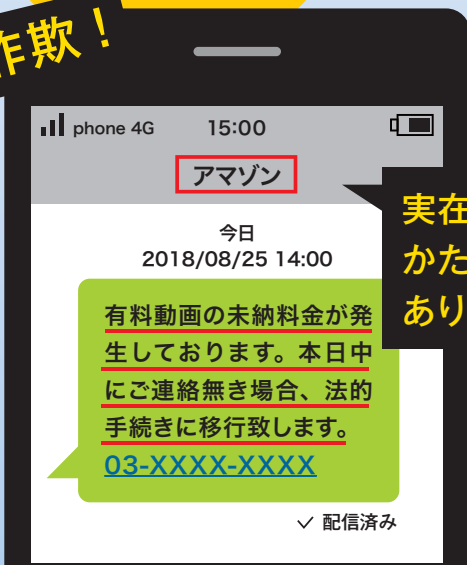 詐欺！
phone 4G 15:00
アマゾン
実在
かた
あり
今日
2018/08/25 14:00
有料動画の未納料金が発
生しております。本日中
にご連絡無き場合、法的
手続きに移行致します。
03-XXXX-XXXX
✓ 配信済み